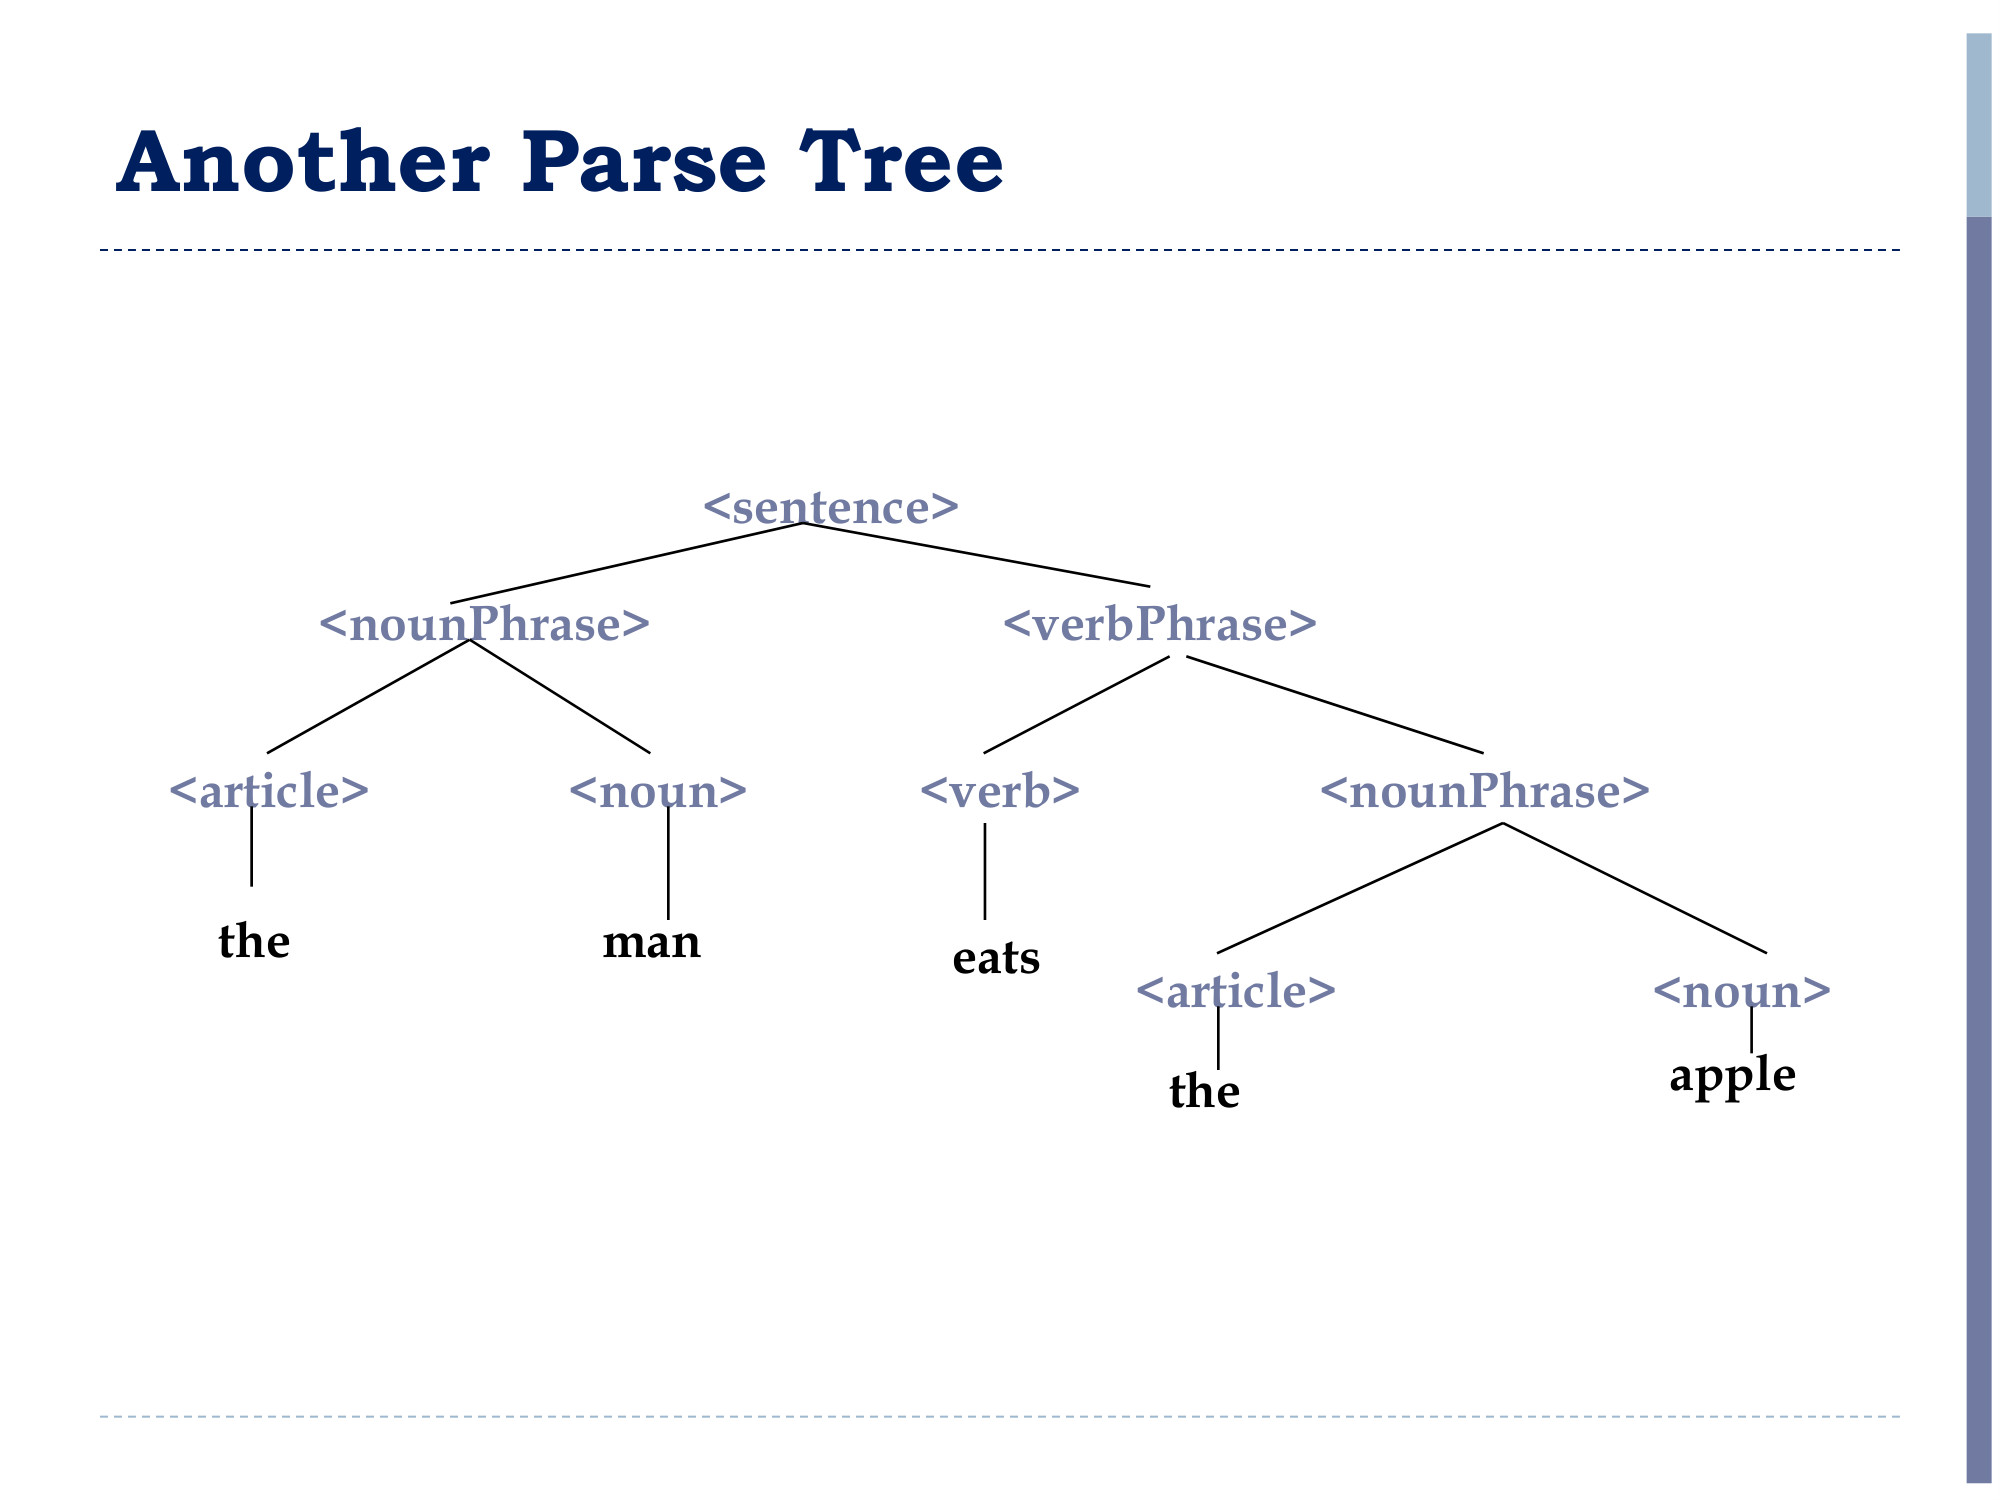 Another Parse Tree
<sentence>
<nounPhrase> <verbPhrase>
<article> <noun> <verb> <nounPhrase>
the man eats
<article> <noun>
the apple